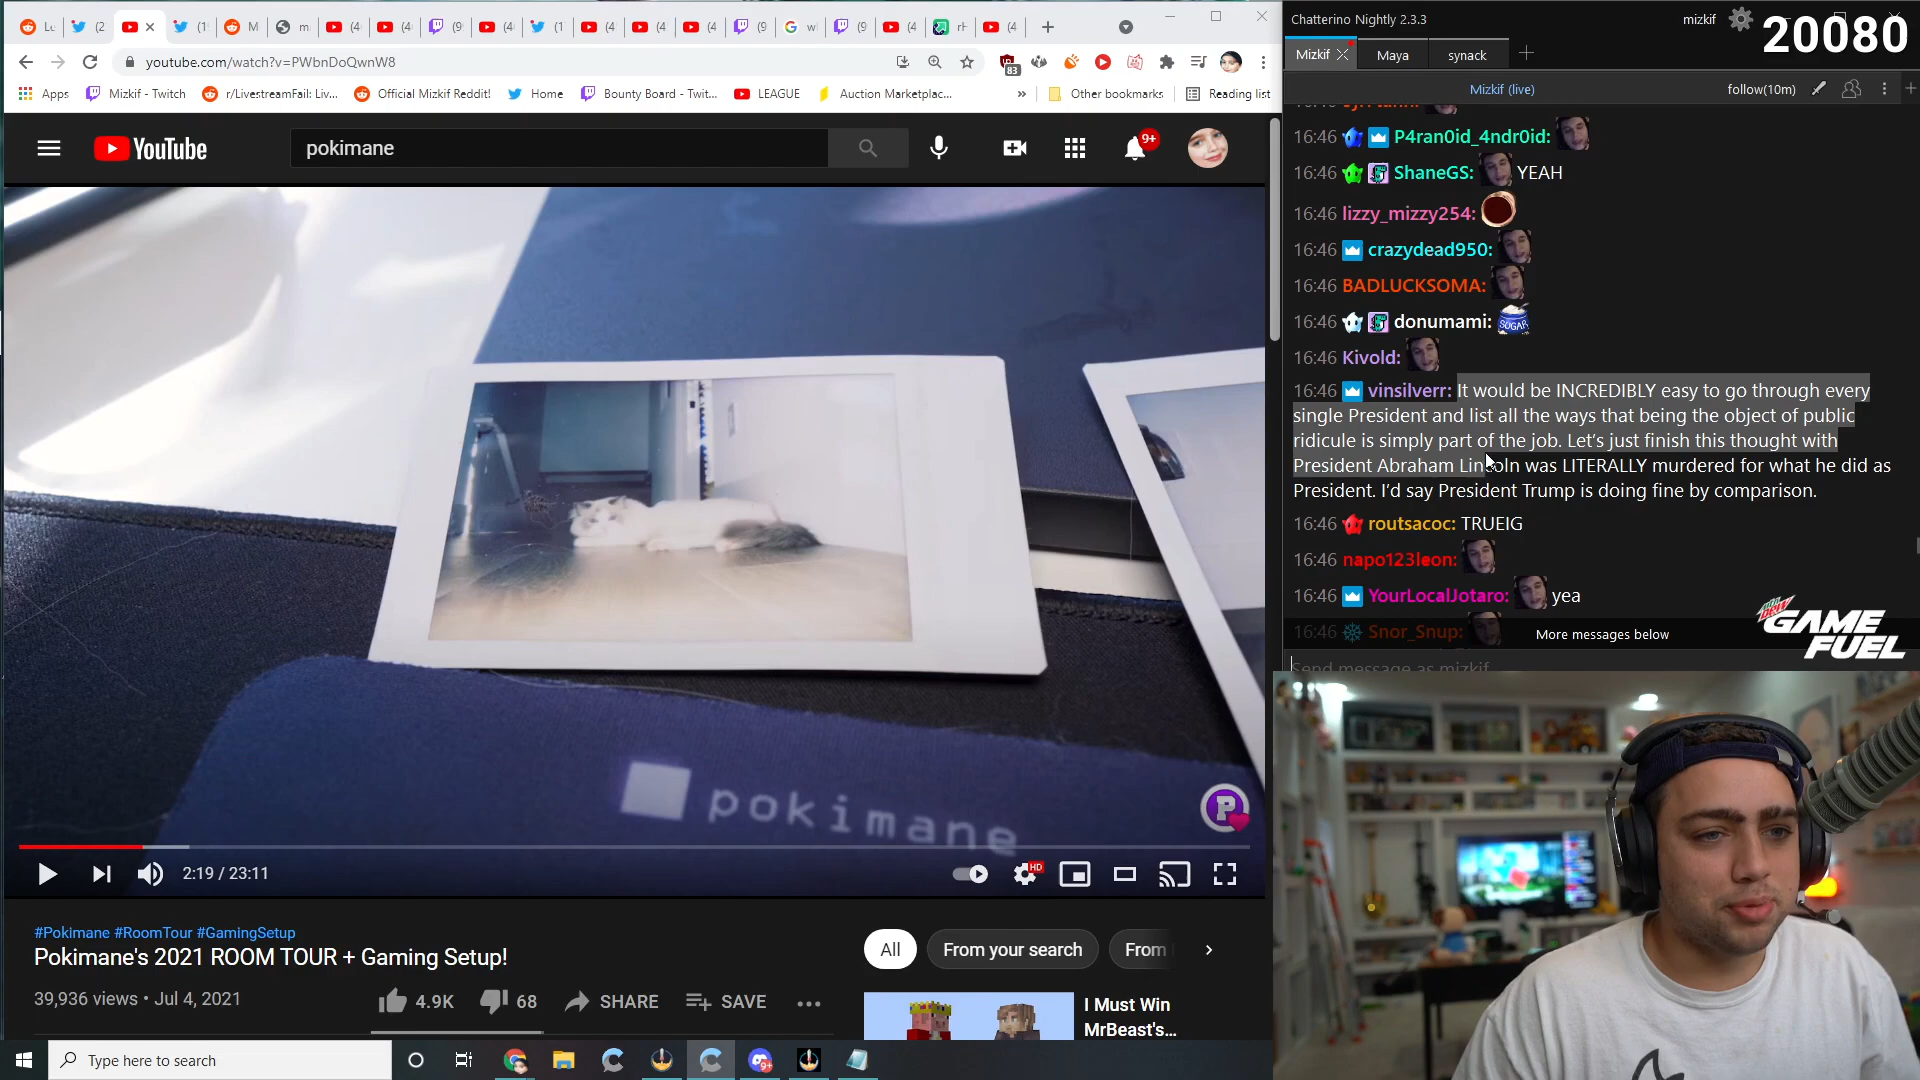 Chatterino Nightly 2.3.3
mizkif
20080
Mizkif
Maya
synack
youtube.com/watch?v=PWbnDoQwnW8
83
Apps
Mizkif - Twitch
r/LivestreamFail: Liv...
Official Mizkif Reddit!
Home
Bounty Board - Twit...
LEAGUE
Auction Marketplac...
»
Other bookmarks
Reading list
Mizkif (live)
follow(10m)
YouTube
pokimane
9+
16:46 P4ran0id_4ndr0id:
16:46 ShaneGS: YEAH
16:46 lizzy_mizzy254:
16:46 crazydead950:
16:46 BADLUCKSOMA:
16:46 donumami: SUGAR
16:46 Kivold:
16:46 vinsilverr: It would be INCREDIBLY easy to go through every
single President and list all the ways that being the object of public
ridicule is simply part of the job. Let's just finish this thought with
President Abraham Lincoln was LITERALLY murdered for what he did as
President. I'd say President Trump is doing fine by comparison.
16:46 routsacoc: TRUEIG
16:46 napo123leon:
16:46 YourLocalJotaro: yea
16:46 Snor_Snup:
More messages below
Send message as mizkif
GAME
FUEL
pokimane
P
2:19 / 23:11
HD
#Pokimane #RoomTour #GamingSetup
Pokimane's 2021 ROOM TOUR + Gaming Setup!
39,936 views • Jul 4, 2021
4.9K
68
SHARE
SAVE
All
From your search
From
I Must Win
MrBeast's...
Type here to search
9+